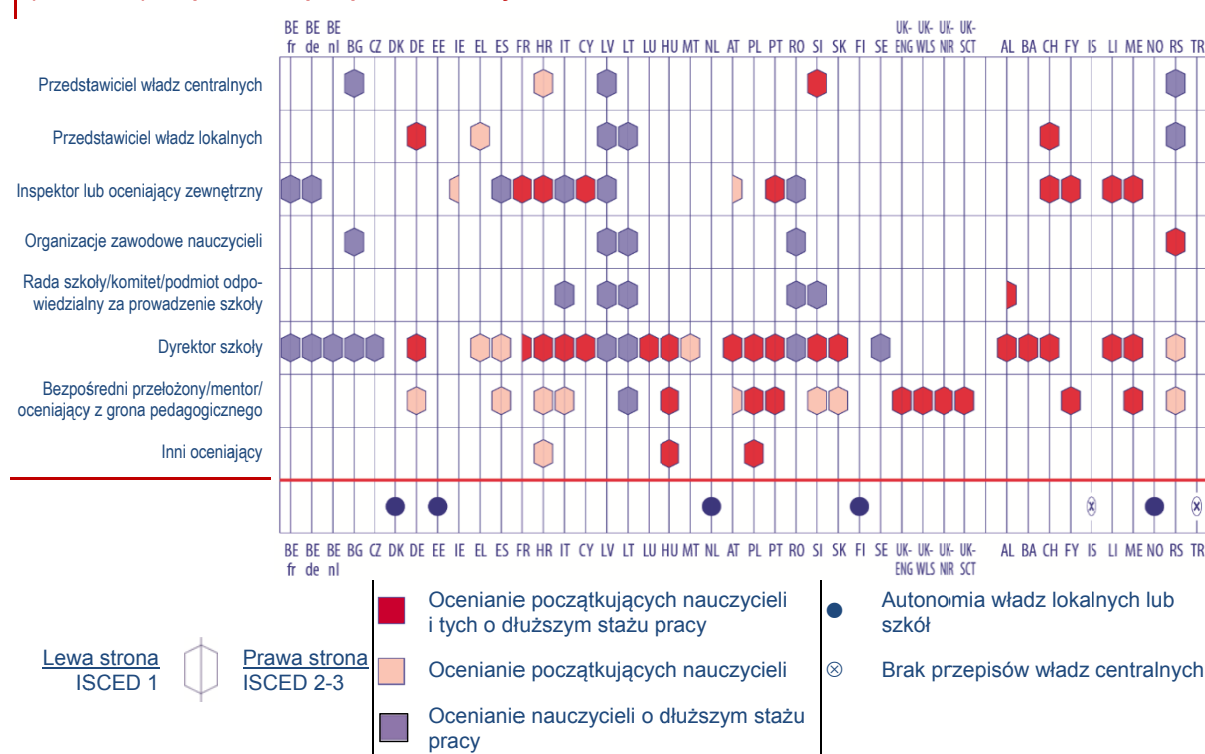 BE BE BE UK- UK- UK- UK-
fr de nl BG CZ DK DE EE IE EL ES FR HR IT CY LV LT LU HU MT NL AT PL PT RO SI SK FI SE ENG WLS NIR SCT AL BA CH FY IS LI ME NO RS TR
Przedstawiciel władz centralnych
Przedstawiciel władz lokalnych
Inspektor lub oceniający zewnętrzny
Organizacje zawodowe nauczycieli
Rada szkoły/komitet/podmiot odpo-
wiedzialny za prowadzenie szkoły
Dyrektor szkoły
Bezpośredni przełożony/mentor/
oceniający z grona pedagogicznego
Inni oceniający
BE BE BE BG CZ DK DE EE IE EL ES FR HR IT CY LV LT LU HU MT NL AT PL PT RO SI SK FI SE UK- UK- UK- UK- AL BA CH FY IS LI ME NO RS TR
fr de nl ENG WLS NIR SCT
Lewa strona
ISCED 1
Prawa strona
ISCED 2-3
Ocenianie początkujących nauczycieli
i tych o dłuższym stażu pracy
Ocenianie początkujących nauczycieli
Ocenianie nauczycieli o dłuższym stażu
pracy
Autonomia władz lokalnych lub
szkół
Brak przepisów władz centralnych